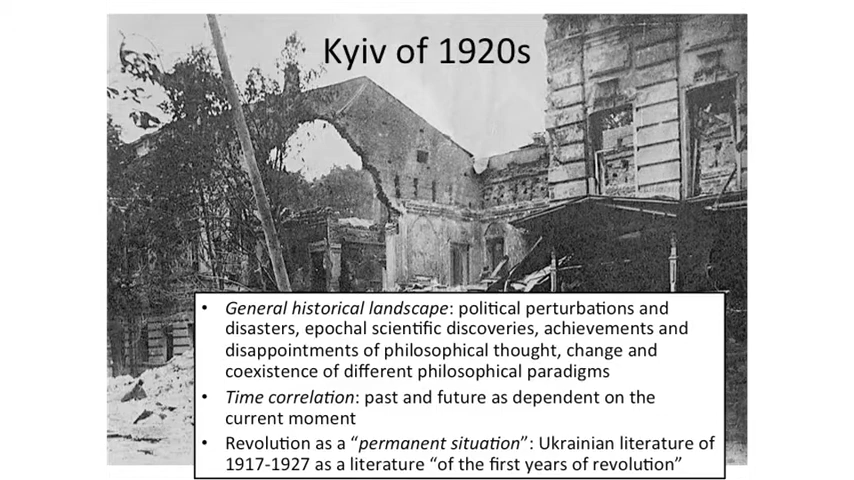 Kyiv of 1920s
• General historical landscape: political perturbations and
disasters, epochal scientific discoveries, achievements and
disappointments of philosophical thought, change and
coexistence of different philosophical paradigms
• Time correlation: past and future as dependent on the
current moment
• Revolution as a “permanent situation”: Ukrainian literature of
1917-1927 as a literature “of the first years of revolution”